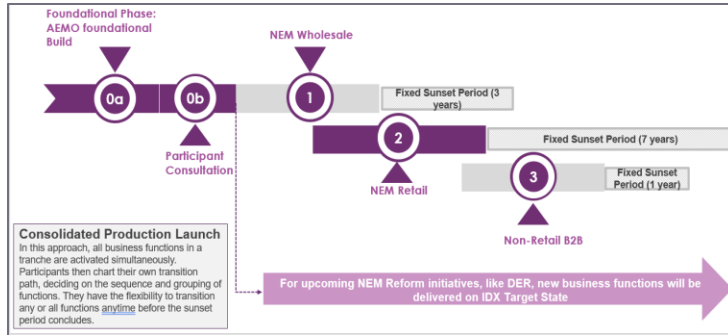 Foundational Phase:
AEMO foundational
Build
NEM Wholesale
0a
0b
1
Fixed Sunset Period (3
years)
2
Fixed Sunset Period (7 years)
Participant
Consultation
NEM Retail
3
Fixed Sunset
Period (1 year)
Non-Retail B2B
Consolidated Production Launch
In this approach, all business functions in a
tranche are activated simultaneously.
Participants then chart their own transition
path, deciding on the sequence and grouping of
functions. They have the flexibility to transition
any or all functions anytime before the sunset
period concludes.
For upcoming NEM Reform initiatives, like DER, new business functions will be
delivered on IDX Target State